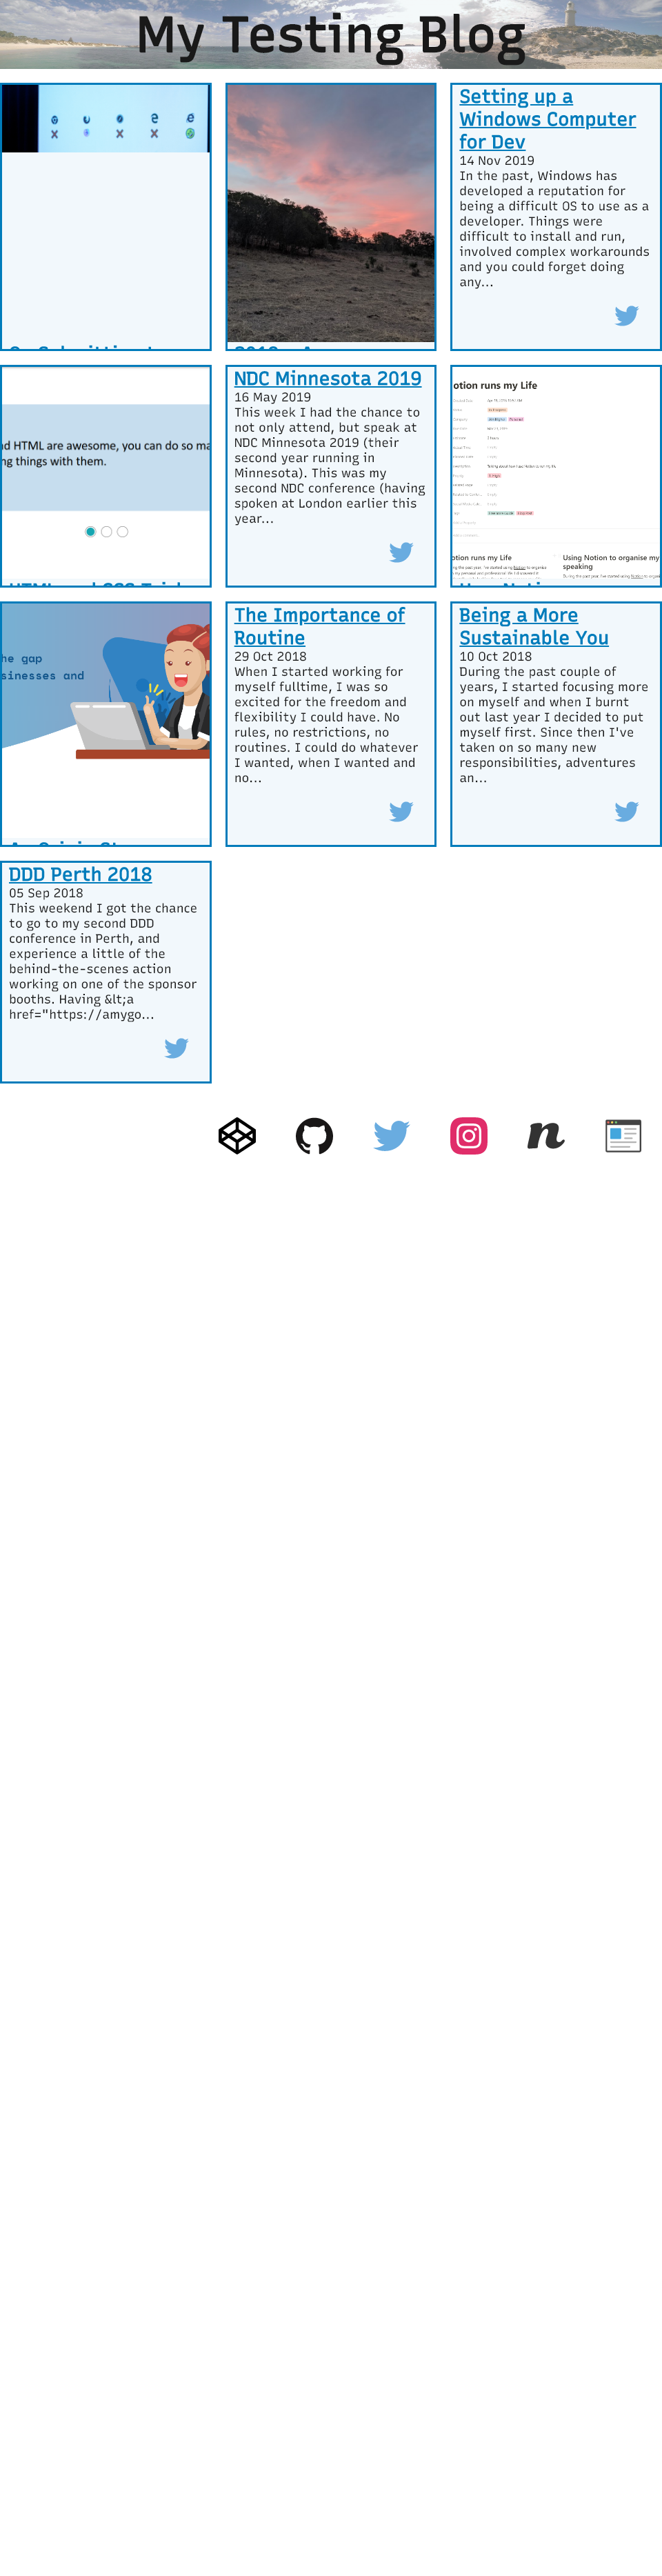 My Testing Blog
Setting up a
Windows Computer
for Dev
14 Nov 2019
In the past, Windows has
developed a reputation for
being a difficult OS to use as a
developer. Things were
difficult to install and run,
involved complex workarounds
and you could forget doing
any...
d HTML are awesome, you can do so ma
ng things with them.
NDC Minnesota 2019
16 May 2019
This week I had the chance to
not only attend, but speak at
NDC Minnesota 2019 (their
second year running in
Minnesota). This was my
second NDC conference (having
spoken at London earlier this
year...
otion runs my Life
otion runs my Life
Using Notion to organise my
speaking
he gap
sinesses and
The Importance of
Routine
29 Oct 2018
When I started working for
myself fulltime, I was so
excited for the freedom and
flexibility I could have. No
rules, no restrictions, no
routines. I could do whatever
I wanted, when I wanted and
no...
Being a More
Sustainable You
10 Oct 2018
During the past couple of
years, I started focusing more
on myself and when I burnt
out last year I decided to put
myself first. Since then I've
taken on so many new
responsibilities, adventures
an...
DDD Perth 2018
05 Sep 2018
This weekend I got the chance
to go to my second DDD
conference in Perth, and
experience a little of the
behind-the-scenes action
working on one of the sponsor
booths. Having &lt;a
href="https://amygo...
n